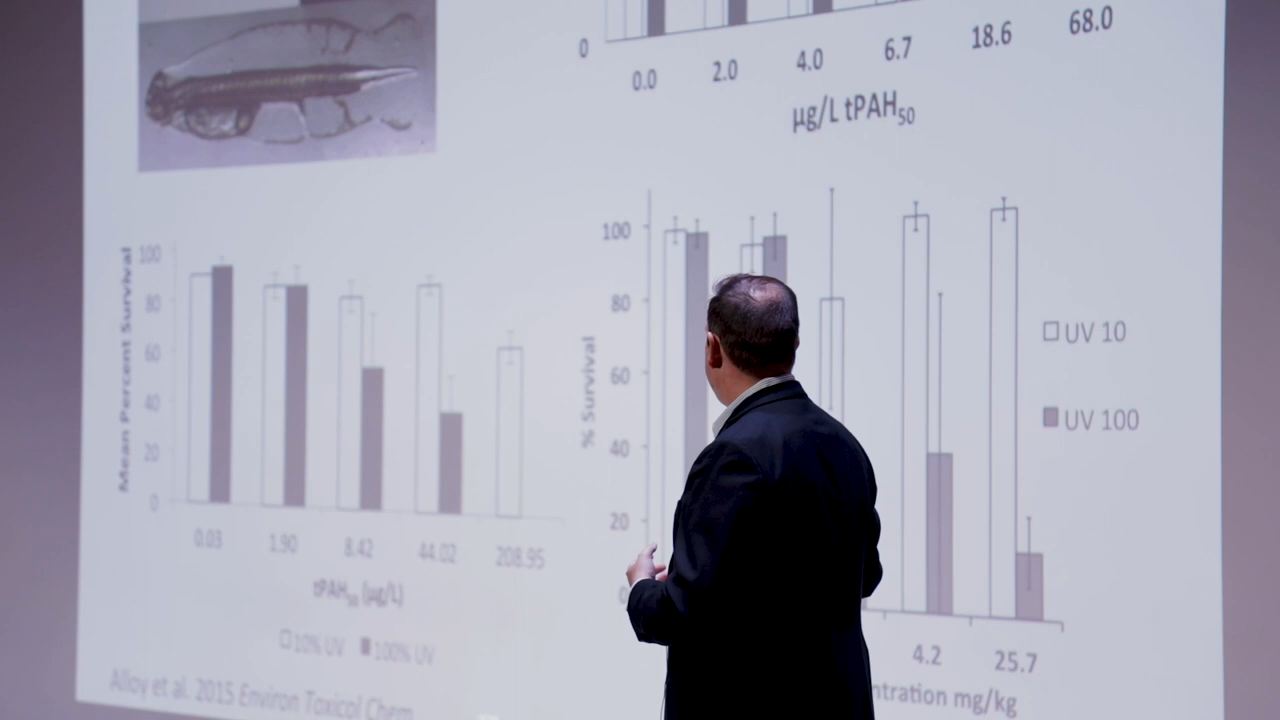 0
0.0 2.0 4.0 6.7 18.6 68.0
µg/L tPAH50
Mean Percent Survival
100
80
60
40
20
0
0.03 1.90 8.42 44.02 208.95
tPAH50 (µg/L)
10% UV 100% UV
Alloy et al. 2015 Environ Toxicol Chem
% Survival
100
80
60
40
20
0
UV 10
UV 100
4.2 25.7
ntration mg/kg